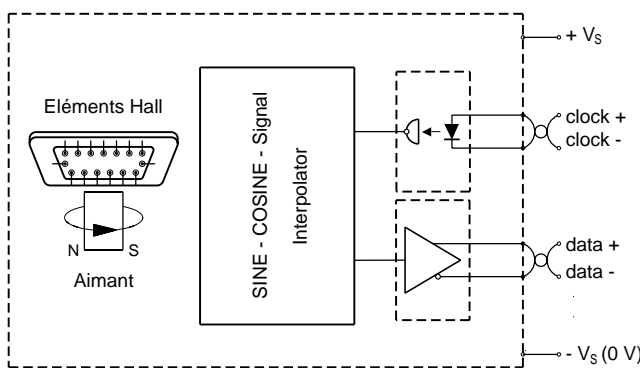 + V_S
Eléments Hall
clock +
clock -
SINE - COSINE - Signal
Interpolator
N S
Aimant
data +
data -
- V_S (0 V)